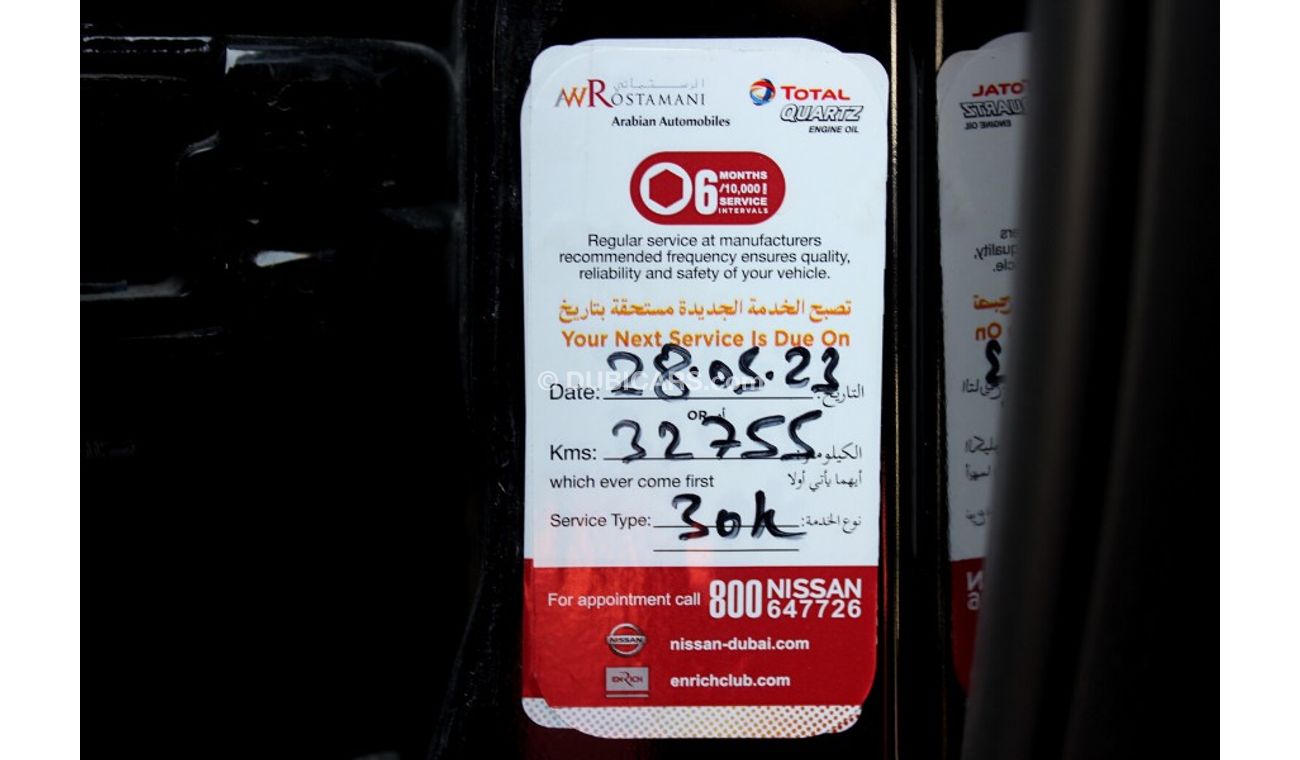 الرستماني
AWROSTAMANI
Arabian Automobiles
TOTAL
QUARTZ
ENGINE OIL
6 MONTHS
/10,000 KM
SERVICE
INTERVALS
Regular service at manufacturers
recommended frequency ensures quality,
reliability and safety of your vehicle.
تصبح الخدمة الجديدة مستحقة بتاريخ
Your Next Service Is Due On
© DUBICARS.com
Date: 28.05.23 التاريخ:
OR أو
Kms: 32755
which ever come first أيهما يأتي أولا
Service Type: 30k نوع الخدمة:
For appointment call 800 NISSAN
647726
NISSAN nissan-dubai.com
ENRICH enrichclub.com